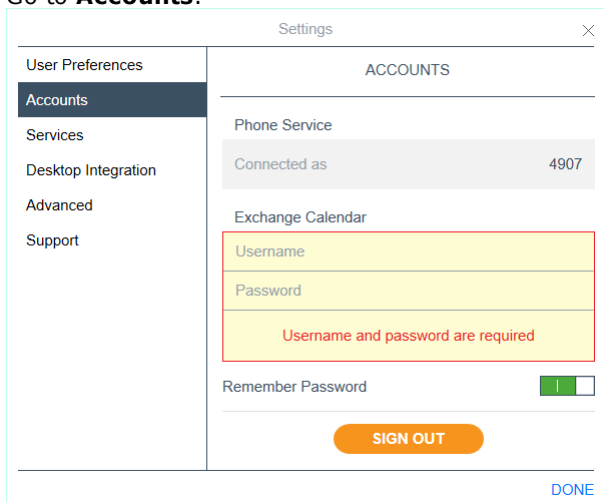 Go to Accounts.
Settings
User Preferences
Accounts
Services
Desktop Integration
Advanced
Support
ACCOUNTS
Phone Service
Connected as 4907
Exchange Calendar
Username
Password
Username and password are required
Remember Password
SIGN OUT
DONE